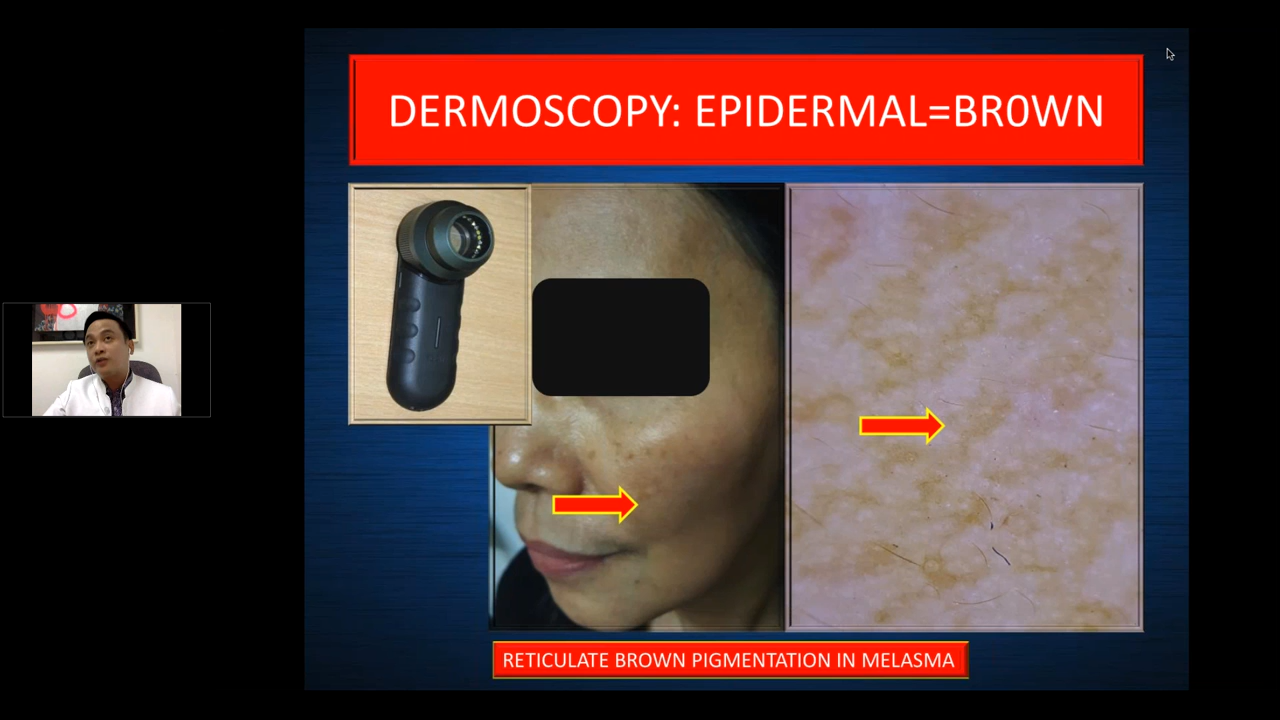 DERMOSCOPY: EPIDERMAL=BR0WN
RETICULATE BROWN PIGMENTATION IN MELASMA